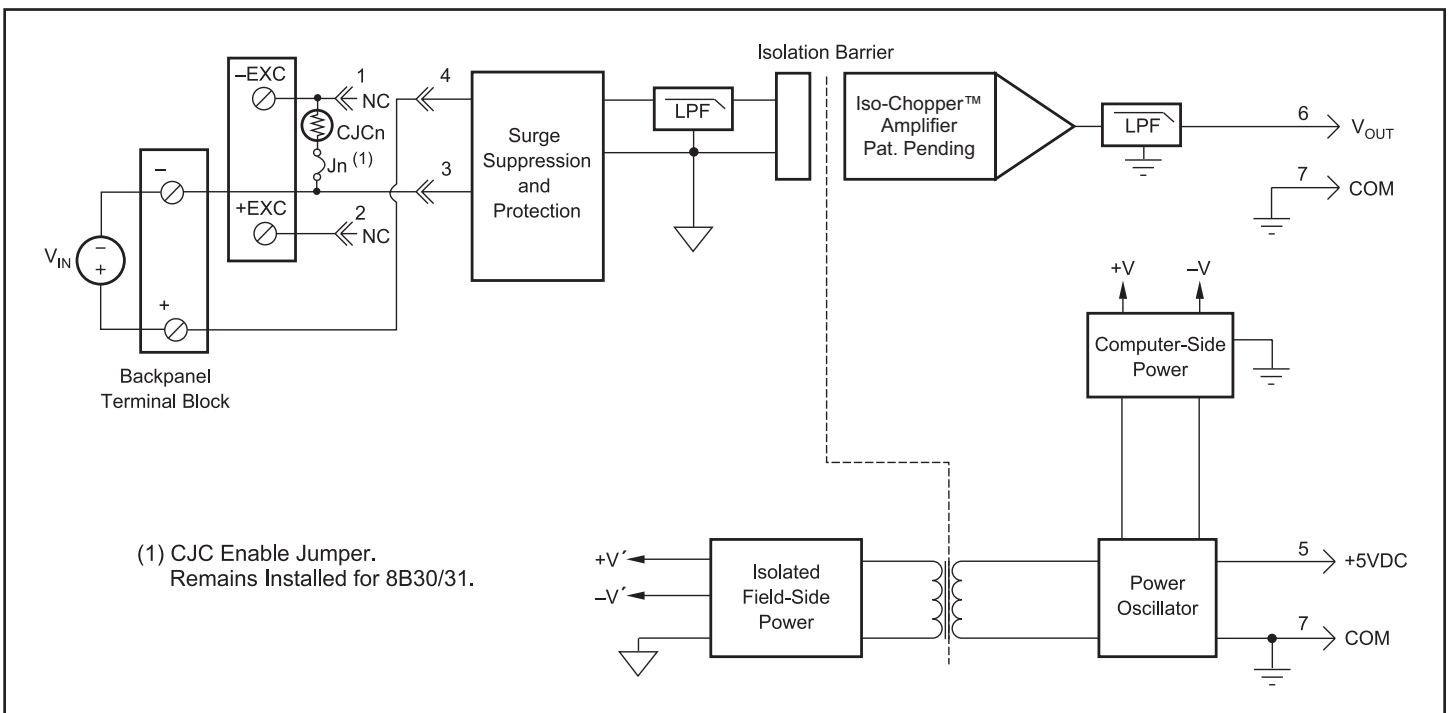 Isolation Barrier
–EXC
1
NC
4
CJCn
Jn (1)
3
–
+EXC
2
NC
VIN
–
+
+
Backpanel
Terminal Block
Surge
Suppression
and
Protection
LPF
Iso-Chopper™
Amplifier
Pat. Pending
LPF
6
VOUT
7
COM
+V
–V
Computer-Side
Power
(1) CJC Enable Jumper.
Remains Installed for 8B30/31.
+V´
–V´
Isolated
Field-Side
Power
Power
Oscillator
5
+5VDC
7
COM